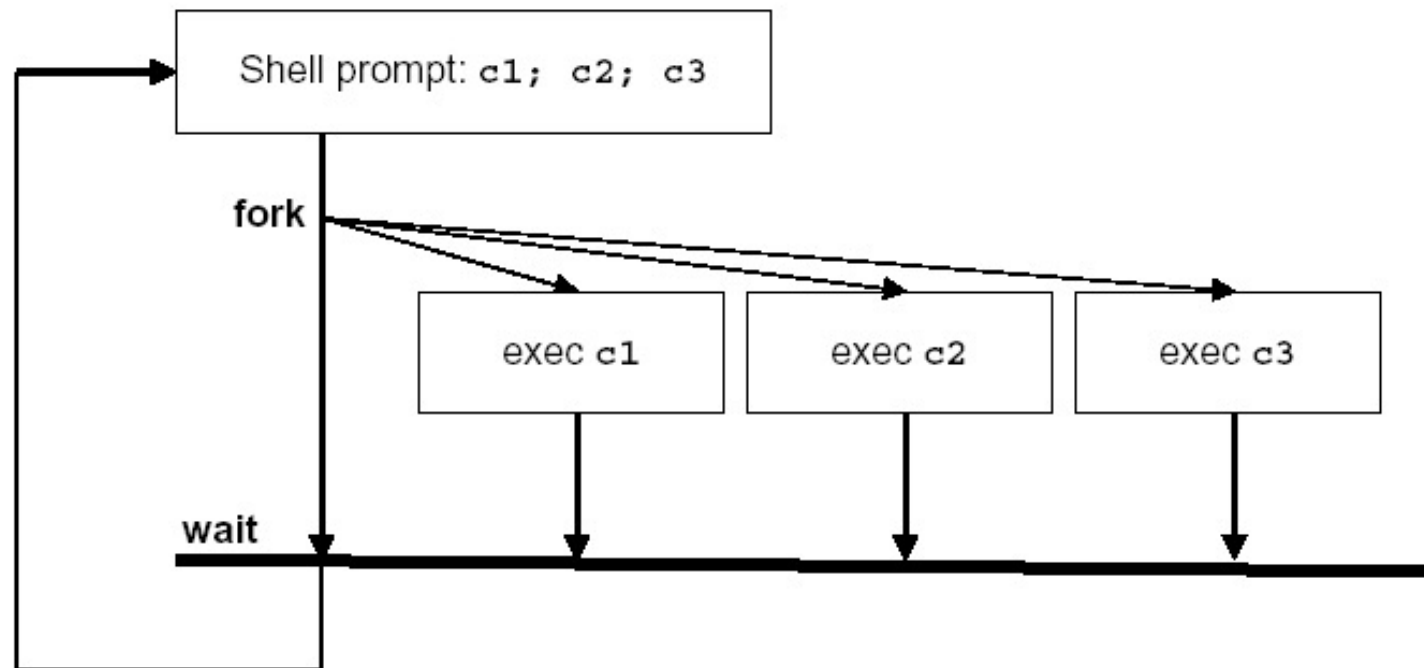 Shell prompt: c1; c2; c3
fork
exec c1
exec c2
exec c3
wait